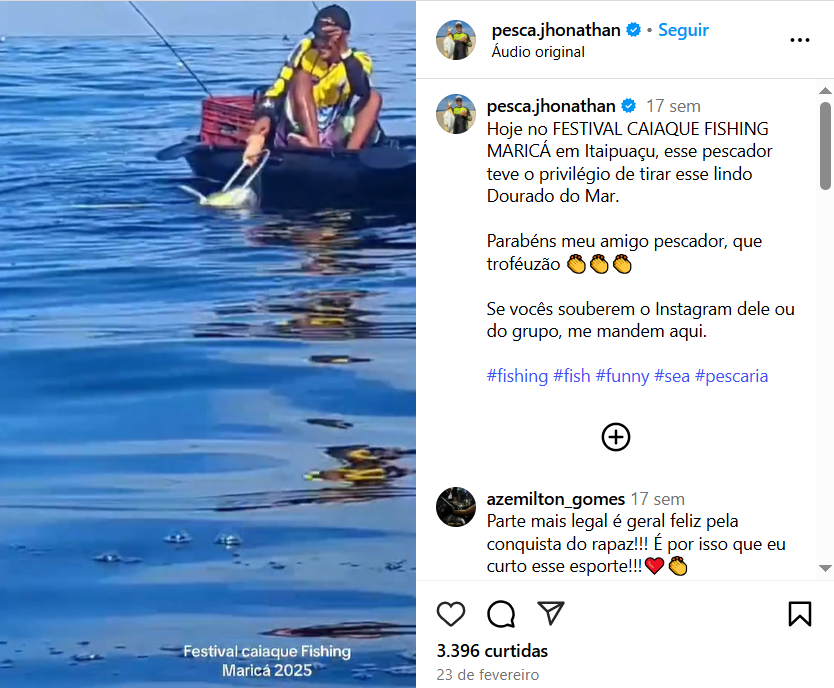 pesca.jhonathan • Seguir
Áudio original
pesca.jhonathan 17 sem
Hoje no FESTIVAL CAIAQUE FISHING
MARICÁ em Itaipuaçu, esse pescador
teve o privilégio de tirar esse lindo
Dourado do Mar.
Parabéns meu amigo pescador, que
troféuzão 👏👏👏
Se vocês souberem o Instagram dele ou
do grupo, me mandem aqui.
#fishing #fish #funny #sea #pescaria
azemilton_gomes 17 sem
Parte mais legal é geral feliz pela
conquista do rapaz!!! É por isso que eu
curto esse esporte!!!❤️👏
3.396 curtidas
23 de fevereiro
Festival caiaque Fishing
Maricá 2025